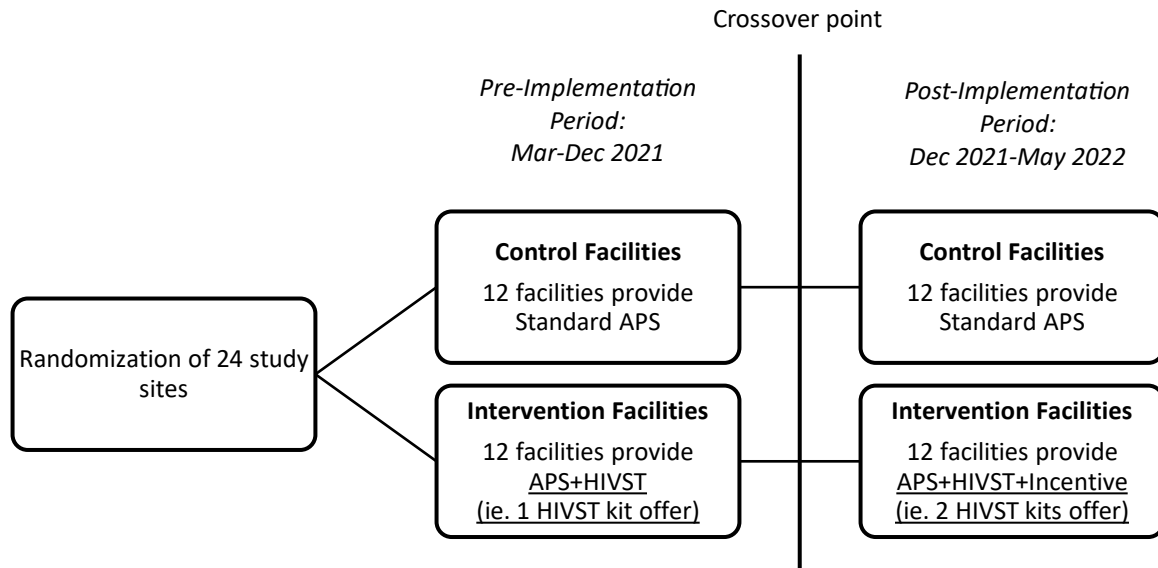 Crossover point
Pre-Implementation
Period:
Mar-Dec 2021
Post-Implementation
Period:
Dec 2021-May 2022
Randomization of 24 study
sites
Control Facilities
12 facilities provide
Standard APS
Control Facilities
12 facilities provide
Standard APS
Intervention Facilities
12 facilities provide
APS+HIVST
(ie. 1 HIVST kit offer)
Intervention Facilities
12 facilities provide
APS+HIVST+Incentive
(ie. 2 HIVST kits offer)